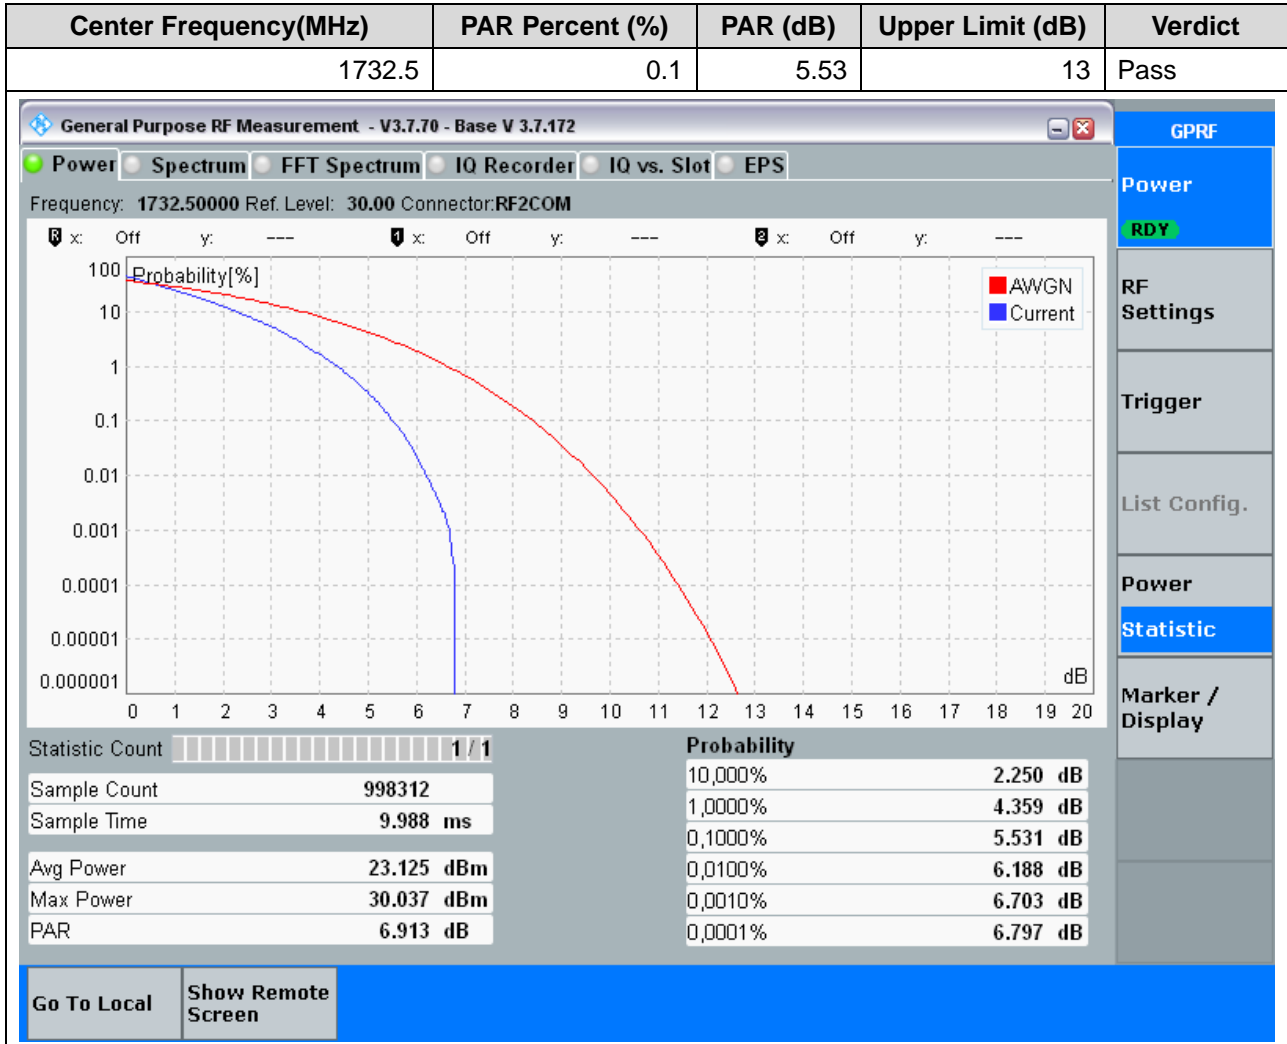 Center Frequency(MHz) PAR Percent (%) PAR (dB) Upper Limit (dB) Verdict
1732.5 0.1 5.53 13 Pass
General Purpose RF Measurement - V3.7.70 - Base V 3.7.172
GPRF
Power Spectrum FFT Spectrum IQ Recorder IQ vs. Slot EPS
Frequency: 1732.50000 Ref. Level: 30.00 Connector:RF2COM
R x: Off y: --- 1 x: Off y: --- 2 x: Off y: ---
Probability[%]
AWGN
Current
100
10
1
0.1
0.01
0.001
0.0001
0.00001
0.000001
dB
0 1 2 3 4 5 6 7 8 9 10 11 12 13 14 15 16 17 18 19 20
Power
RDY
RF
Settings
Trigger
List Config.
Power
Statistic
Marker /
Display
Statistic Count 1 / 1
Sample Count 998312
Sample Time 9.988 ms
Avg Power 23.125 dBm
Max Power 30.037 dBm
PAR 6.913 dB
Probability
10,000% 2.250 dB
1,0000% 4.359 dB
0,1000% 5.531 dB
0,0100% 6.188 dB
0,0010% 6.703 dB
0,0001% 6.797 dB
Go To Local
Show Remote
Screen